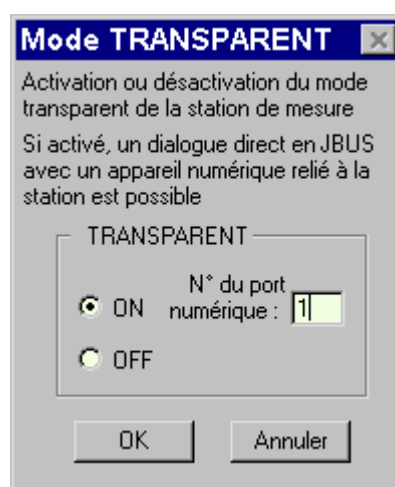 Mode TRANSPARENT
Activation ou désactivation du mode
transparent de la station de mesure
Si activé, un dialogue direct en JBUS
avec un appareil numérique relié à la
station est possible
TRANSPARENT
N° du port
ON numérique : 1
OFF
OK Annuler